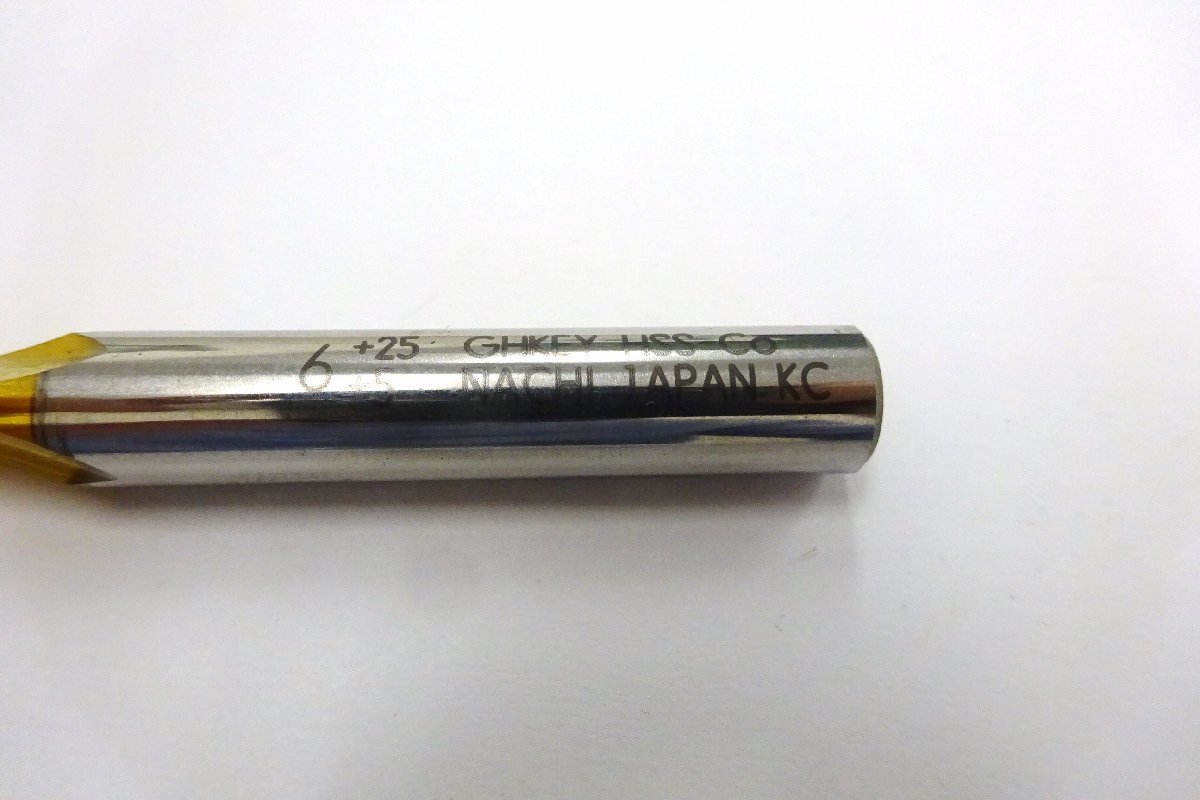 6 +25 GHKEY HSS-Co
+5 NACHI JAPAN KC